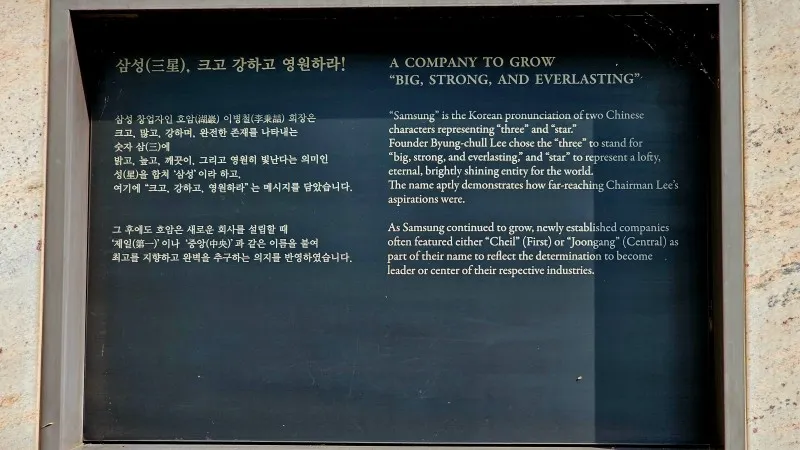 삼성(三星), 크고 강하고 영원하라!
삼성 창업자인 호암(湖巖) 이병철(李秉喆) 회장은
크고, 많고, 강하며, 완전한 존재를 나타내는
숫자 삼(三)에
밝고, 높고, 깨끗이, 그리고 영원히 빛난다는 의미인
성(星)을 합쳐 '삼성' 이라 하고,
여기에 "크고, 강하고, 영원하라" 는 메시지를 담았습니다.
그 후에도 호암은 새로운 회사를 설립할 때
'제일(第一)' 이나 '중앙(中央)' 과 같은 이름을 붙여
최고를 지향하고 완벽을 추구하는 의지를 반영하였습니다.
A COMPANY TO GROW
“BIG, STRONG, AND EVERLASTING”
“Samsung” is the Korean pronunciation of two Chinese
characters representing “three” and “star.”
Founder Byung-chull Lee chose the “three” to stand for
“big, strong, and everlasting,” and “star” to represent a lofty,
eternal, brightly shining entity for the world.
The name aptly demonstrates how far-reaching Chairman Lee’s
aspirations were.
As Samsung continued to grow, newly established companies
often featured either “Cheil” (First) or “Joongang” (Central) as
part of their name to reflect the determination to become
leader or center of their respective industries.